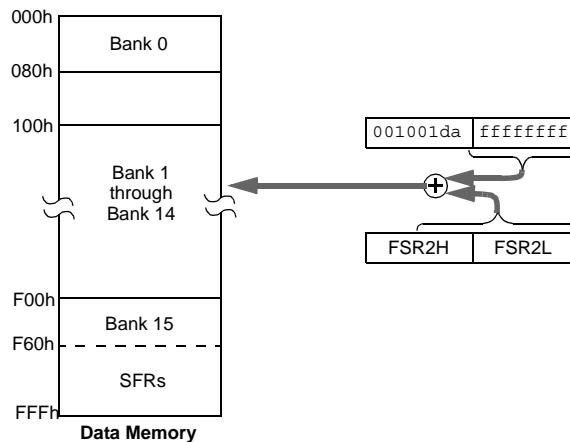 000h
Bank 0
080h
100h
001001da ffffffff
Bank 1
through
Bank 14
FSR2H FSR2L
F00h
Bank 15
F60h
SFRs
FFFh
Data Memory